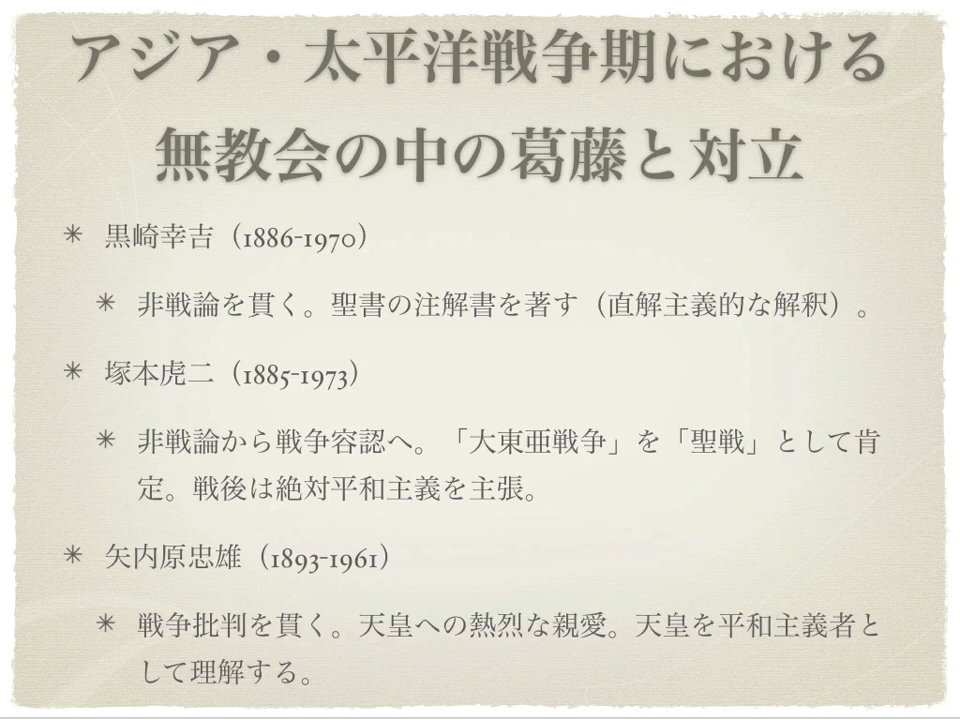 アジア・太平洋戦争期における
無教会の中の葛藤と対立
✳ 黒崎幸吉（1886-1970）
✳ 非戦論を貫く。聖書の注解書を著す（直解主義的な解釈）。
✳ 塚本虎二（1885-1973）
✳ 非戦論から戦争容認へ。「大東亜戦争」を「聖戦」として肯
定。戦後は絶対平和主義を主張。
✳ 矢内原忠雄（1893-1961）
✳ 戦争批判を貫く。天皇への熱烈な親愛。天皇を平和主義者と
して理解する。